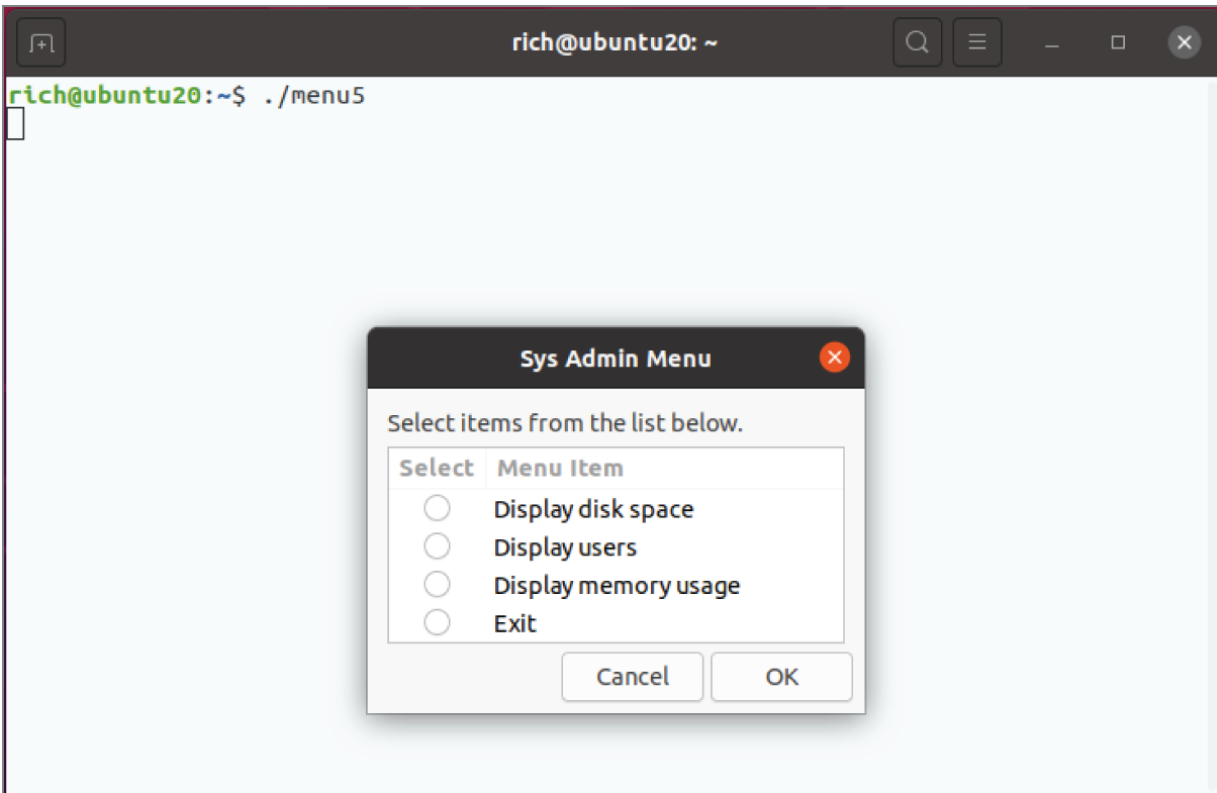 rich@ubuntu20: ~
rich@ubuntu20:~$ ./menu5
Sys Admin Menu
Select items from the list below.
Select Menu Item
Display disk space
Display users
Display memory usage
Exit
Cancel OK